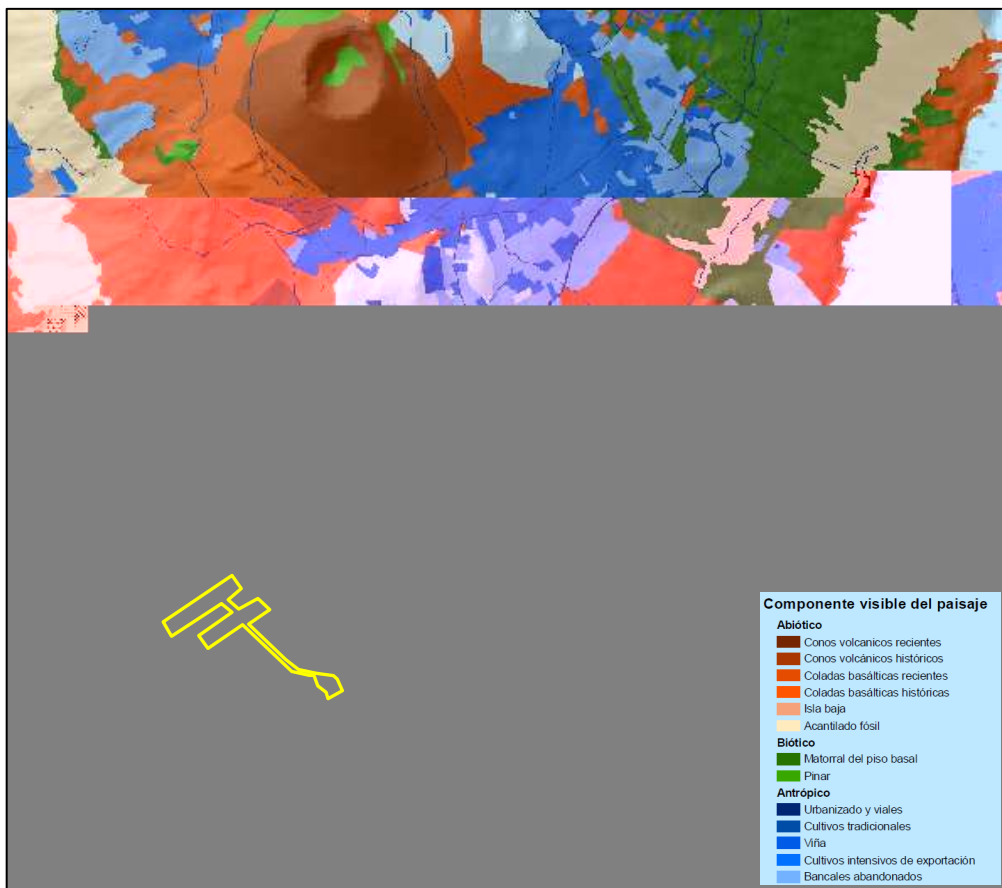 Componente visible del paisaje
Abiótico
Conos volcanicos recientes
Conos volcánicos históricos
Coladas basálticas recientes
Coladas basálticas históricas
Isla baja
Acantilado fósil
Biótico
Matorral del piso basal
Pinar
Antrópico
Urbanizado y viales
Cultivos tradicionales
Viña
Cultivos intensivos de exportación
Bancales abandonados